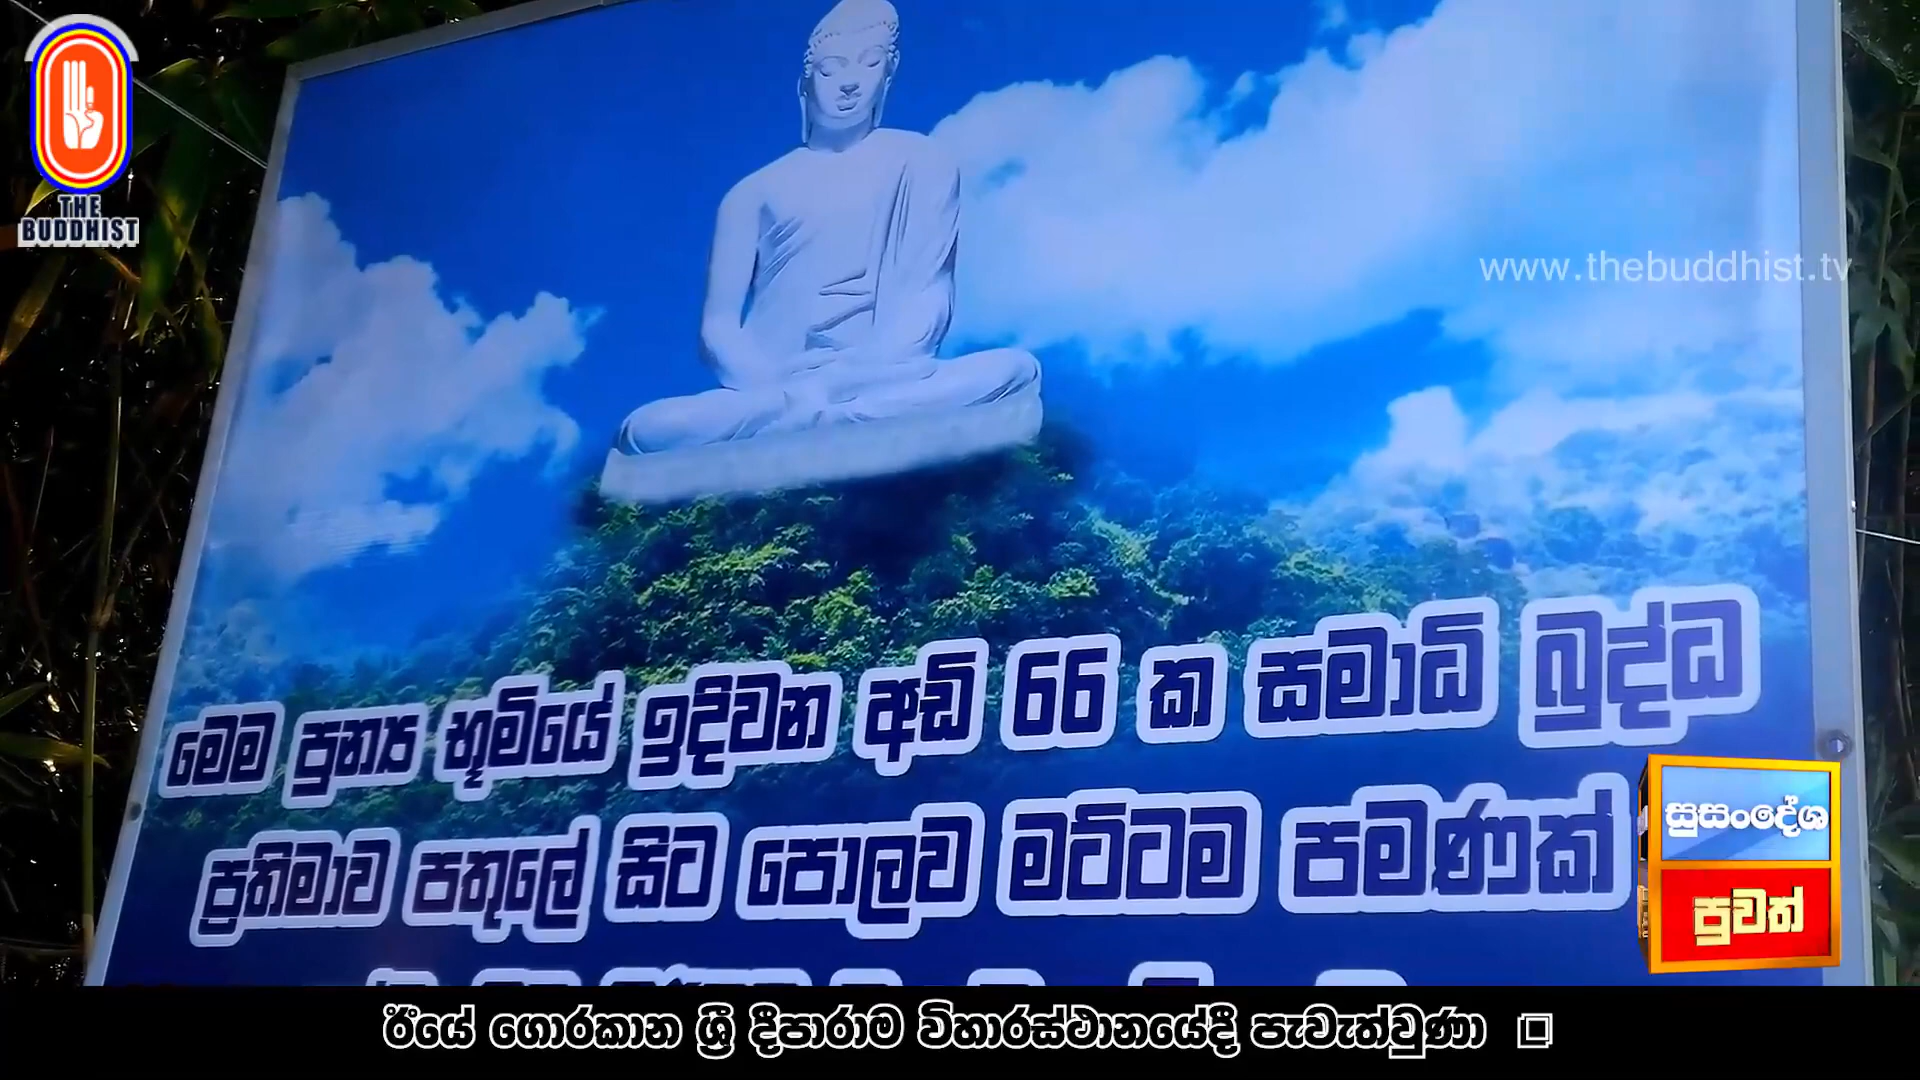 THE
BUDDHIST
www.thebuddhist.tv
මෙම පුන්‍ය භූමියේ ඉදිවන අඩි 66 ක සමාධි බුද්ධ
ප්‍රතිමාව පතුලේ සිට පොලව මට්ටම පමණක්
සුසංදේශ
පුවත්
ඊයේ ගොරකාන ශ්‍රී දීපාරාම විහාරස්ථානයේදී පැවැත්වුණා